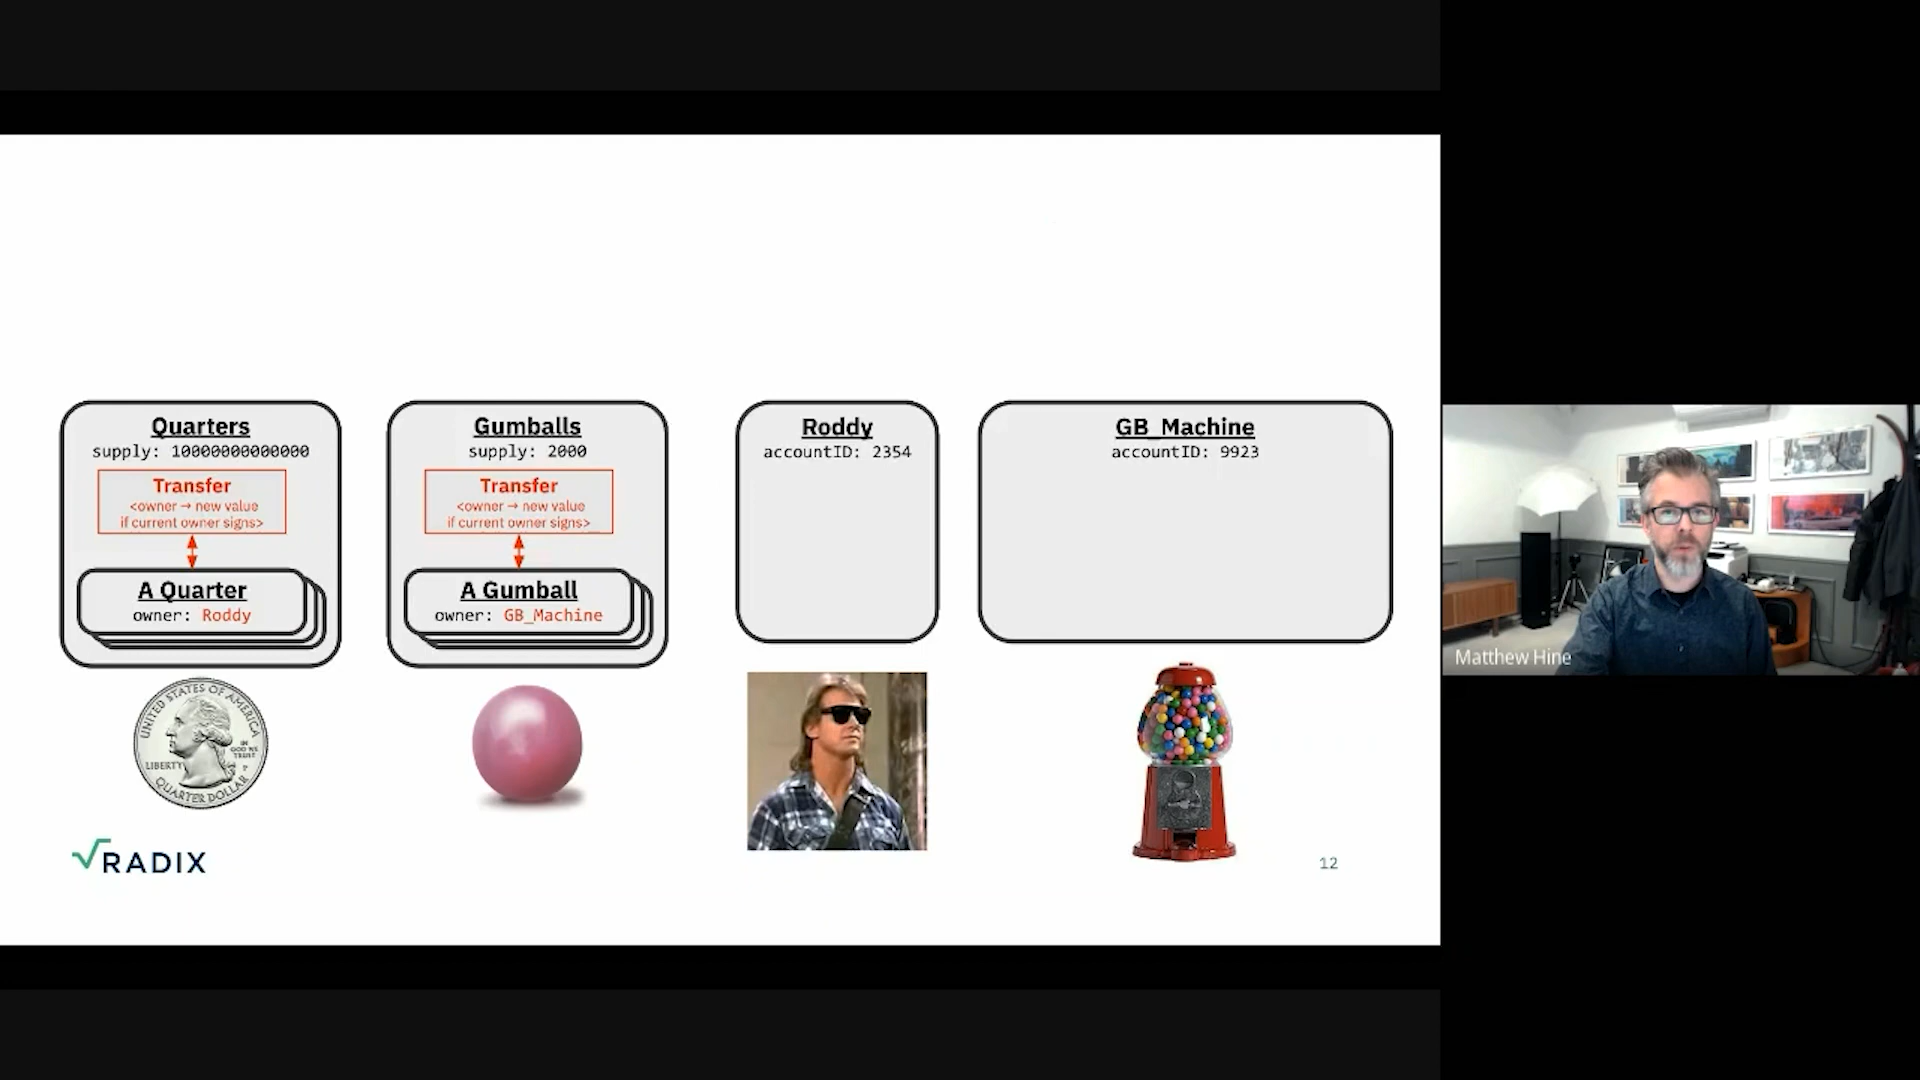 Quarters
supply: 10000000000000
Transfer
<owner → new value
if current owner signs>
A Quarter
owner: Roddy
Gumballs
supply: 2000
Transfer
<owner → new value
if current owner signs>
A Gumball
owner: GB_Machine
Roddy
accountID: 2354
GB_Machine
accountID: 9923
UNITED STATES OF AMERICA
LIBERTY
IN
GOD WE
TRUST
P
QUARTER DOLLAR
RADIX
12
Matthew Hine